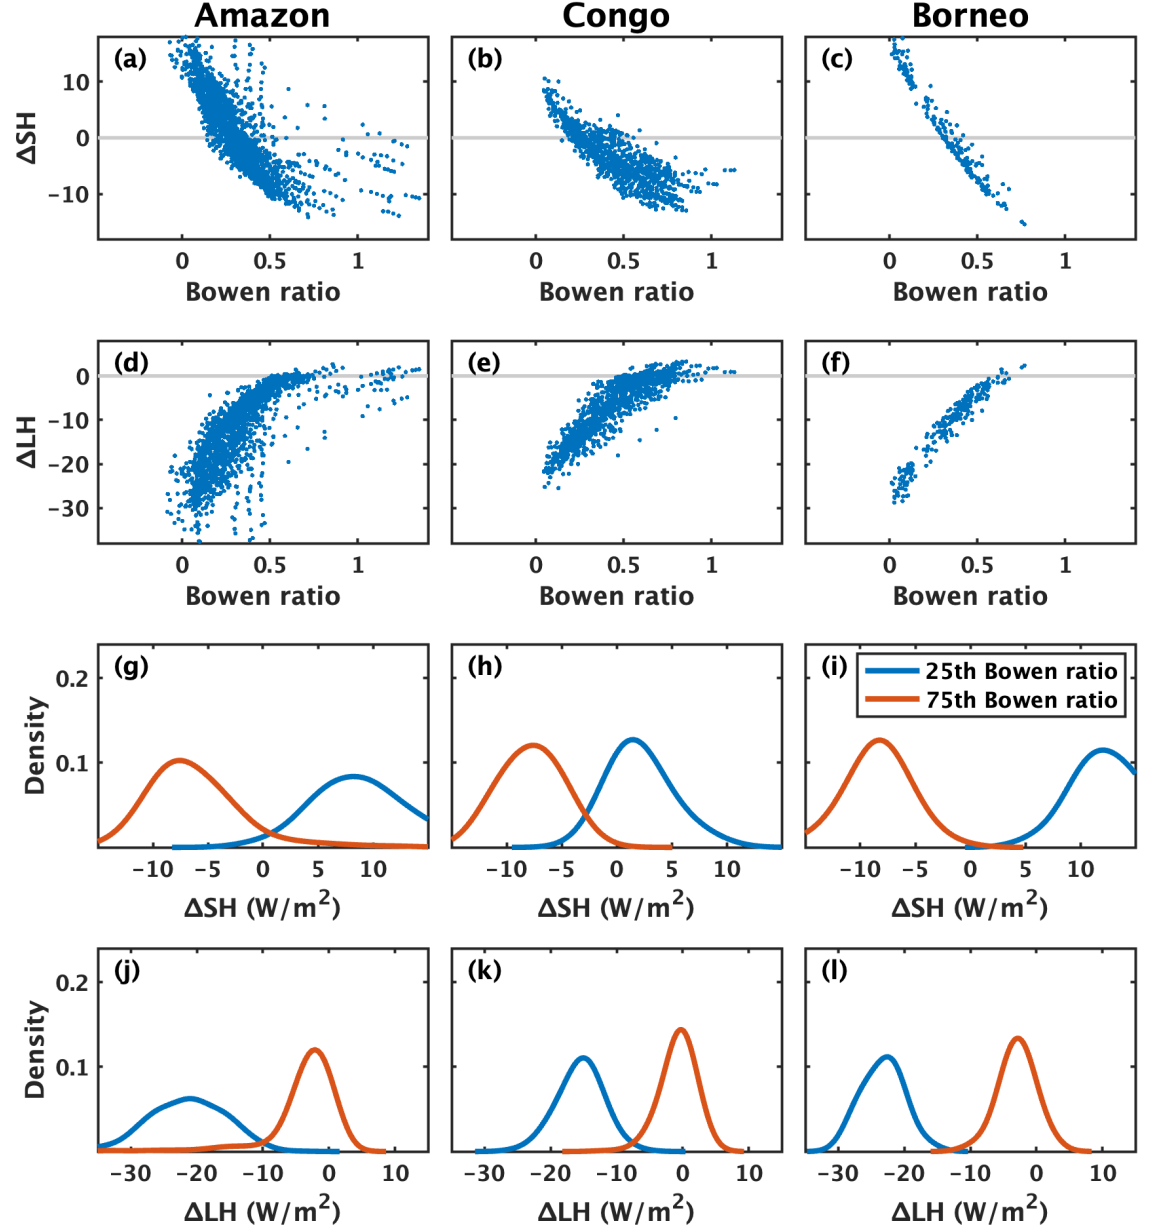 Amazon Congo Borneo
(a) (b) (c)
ΔSH
10
0
−10
0 0.5 1 0 0.5 1 0 0.5 1
Bowen ratio Bowen ratio Bowen ratio
(d) (e) (f)
ΔLH
0
−10
−20
−30
0 0.5 1 0 0.5 1 0 0.5 1
Bowen ratio Bowen ratio Bowen ratio
(g) (h) (i)
25th Bowen ratio
75th Bowen ratio
Density
0.2
0.1
−10 −5 0 5 10 −10 −5 0 5 10 −10 −5 0 5 10
ΔSH (W/m²) ΔSH (W/m²) ΔSH (W/m²)
(j) (k) (l)
Density
0.2
0.1
−30 −20 −10 0 10 −30 −20 −10 0 10 −30 −20 −10 0 10
ΔLH (W/m²) ΔLH (W/m²) ΔLH (W/m²)